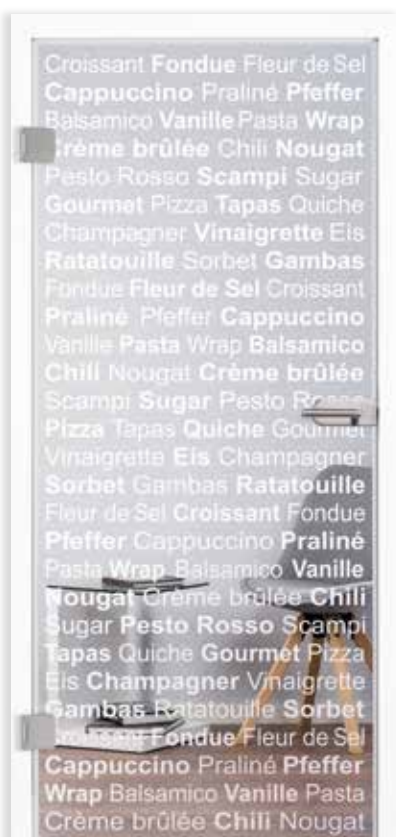 Croissant Fondue Fleur de Sel
Cappuccino Praliné Pfeffer
Balsamico Vanille Pasta Wrap
Crème brûlée Chili Nougat
Pesto Rosso Scampi Sugar
Gourmet Pizza Tapas Quiche
Champagner Vinaigrette Eis
Ratatouille Sorbet Gambas
Fondue Fleur de Sel Croissant
Praliné Pfeffer Cappuccino
Vanille Pasta Wrap Balsamico
Chili Nougat Crème brûlée
Scampi Sugar Pesto Rosso
Pizza Tapas Quiche Gourmet
Vinaigrette Eis Champagner
Sorbet Gambas Ratatouille
Fleur de Sel Croissant Fondue
Pfeffer Cappuccino Praliné
Pasta Wrap Balsamico Vanille
Nougat Crème brûlée Chili
Sugar Pesto Rosso Scampi
Tapas Quiche Gourmet Pizza
Eis Champagner Vinaigrette
Gambas Ratatouille Sorbet
Croissant Fondue Fleur de Sel
Cappuccino Praliné Pfeffer
Wrap Balsamico Vanille Pasta
Crème brûlée Chili Nougat